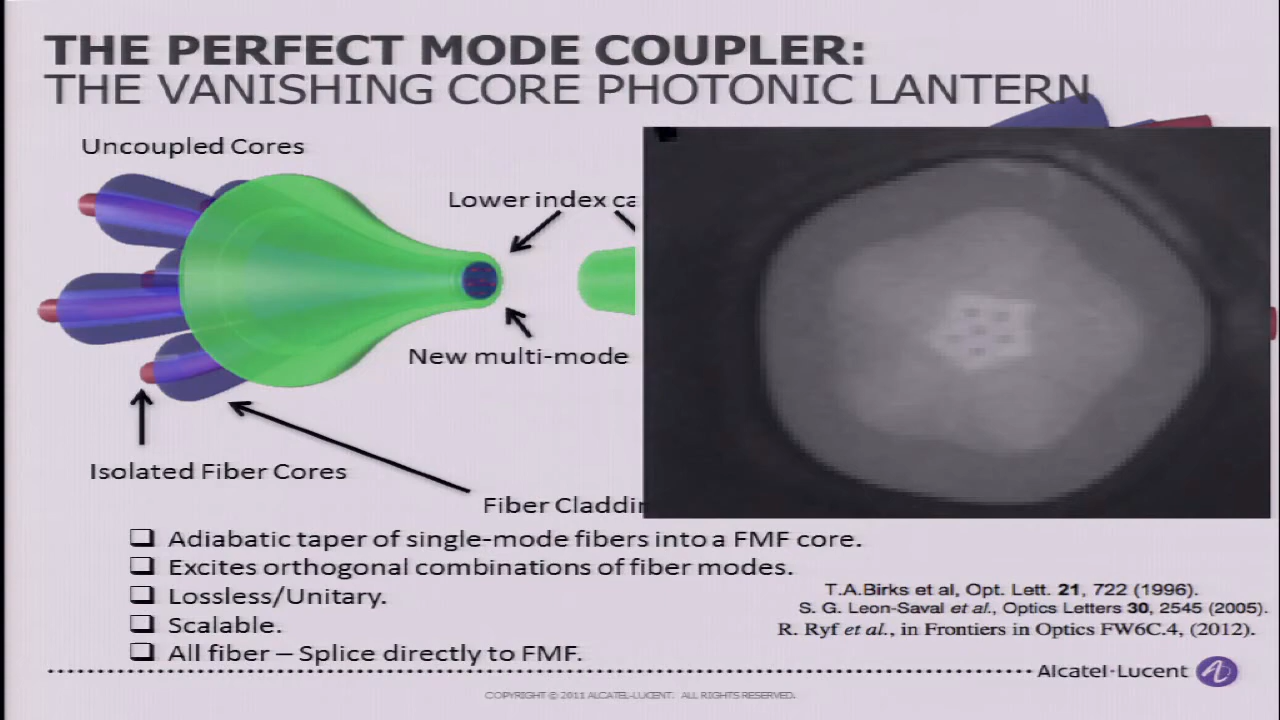 THE PERFECT MODE COUPLER:
THE VANISHING CORE PHOTONIC LANTERN
Uncoupled Cores
Lower index ca
New multi-mode
Isolated Fiber Cores
Fiber Claddin
❑ Adiabatic taper of single-mode fibers into a FMF core.
❑ Excites orthogonal combinations of fiber modes.
❑ Lossless/Unitary.
❑ Scalable.
❑ All fiber – Splice directly to FMF.
T.A.Birks et al, Opt. Lett. 21, 722 (1996).
S. G. Leon-Saval et al., Optics Letters 30, 2545 (2005).
R. Ryf et al., in Frontiers in Optics FW6C.4, (2012).
Alcatel·Lucent
COPYRIGHT © 2011 ALCATEL-LUCENT. ALL RIGHTS RESERVED.